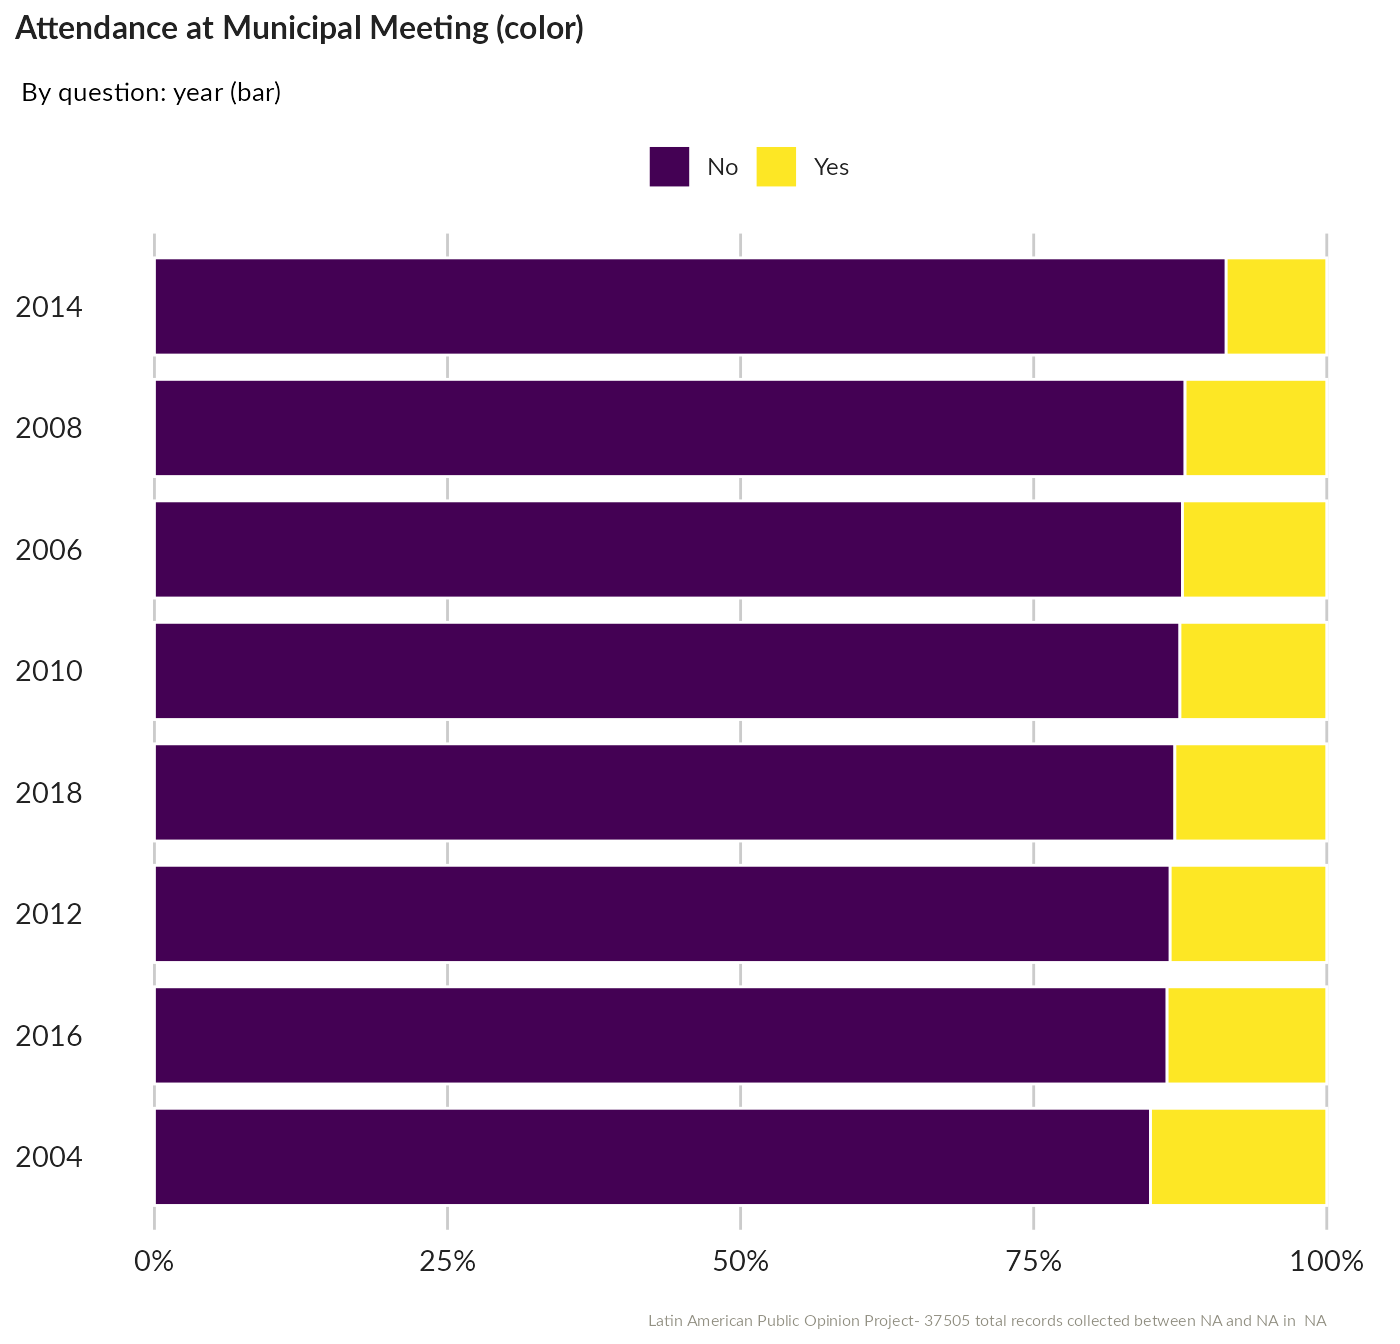 Attendance at Municipal Meeting (color)
By question: year (bar)
No Yes
2014
2008
2006
2010
2018
2012
2016
2004
0% 25% 50% 75% 100%
Latin American Public Opinion Project- 37505 total records collected between NA and NA in  NA